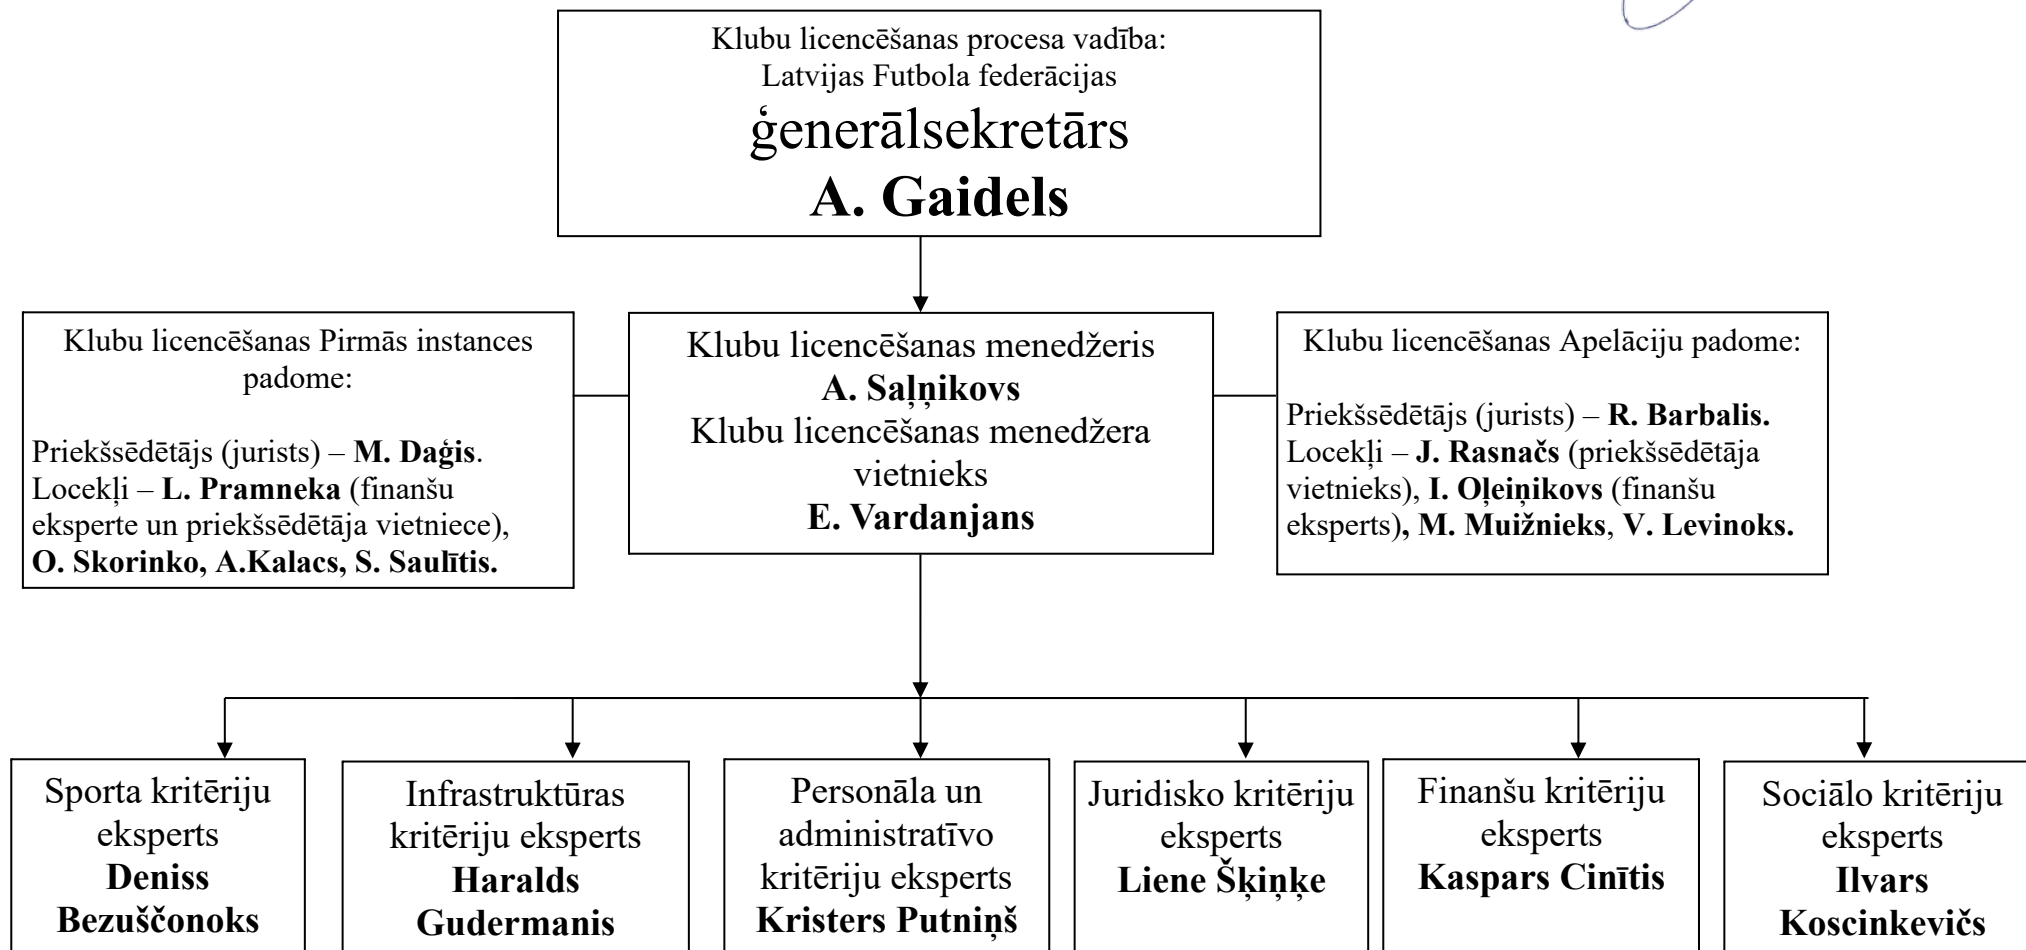 Klubu licencēšanas procesa vadība:
Latvijas Futbola federācijas
ģenerālsekretārs
A. Gaidels
Klubu licencēšanas Pirmās instances
padome:
Priekšsēdētājs (jurists) – M. Daģis.
Locekļi – L. Pramneka (finanšu
eksperte un priekšsēdētāja vietniece),
O. Skorinko, A.Kalacs, S. Saulītis.
Klubu licencēšanas menedžeris
A. Saļņikovs
Klubu licencēšanas menedžera
vietnieks
E. Vardanjans
Klubu licencēšanas Apelāciju padome:
Priekšsēdētājs (jurists) – R. Barbalis.
Locekļi – J. Rasnačs (priekšsēdētāja
vietnieks), I. Oļeiņikovs (finanšu
eksperts), M. Muižnieks, V. Levinoks.
Sporta kritēriju
eksperts
Deniss
Bezuščonoks
Infrastruktūras
kritēriju eksperts
Haralds
Gudermanis
Personāla un
administratīvo
kritēriju eksperts
Kristers Putniņš
Juridisko kritēriju
eksperts
Liene Šķiņķe
Finanšu kritēriju
eksperts
Kaspars Cinītis
Sociālo kritēriju
eksperts
Ilvars
Koscinkevičs